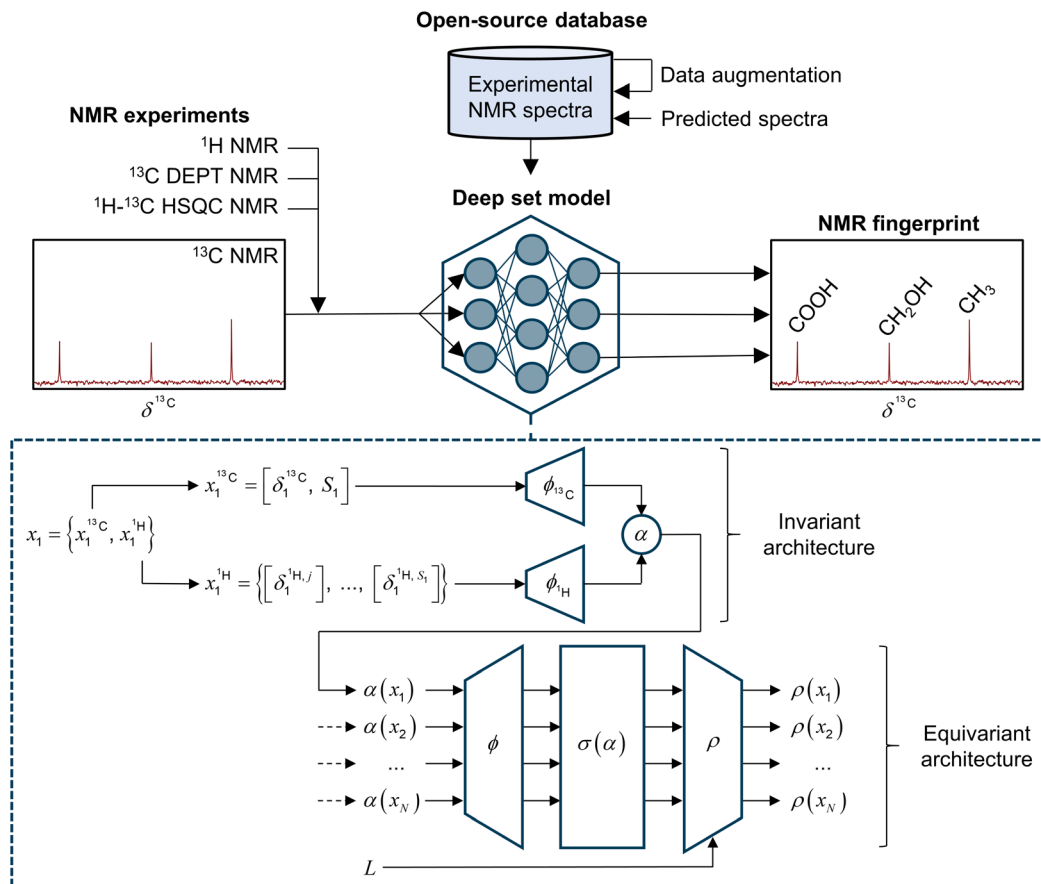 Open-source database
Experimental
NMR spectra
Data augmentation
Predicted spectra
NMR experiments
¹H NMR
¹³C DEPT NMR
¹H-¹³C HSQC NMR
¹³C NMR
δ ¹³C
Deep set model
NMR fingerprint
COOH
CH₂OH
CH₃
δ ¹³C
x₁ = {x₁^¹³C, x₁^¹H}
x₁^¹³C = [δ₁^¹³C, S₁]
ϕ_¹³C
α
x₁^¹H = {[δ₁^¹H, j], ..., [δ₁^¹H, S₁]}
ϕ_¹H
Invariant
architecture
α(x₁)
α(x₂)
...
α(x_N)
ϕ
σ(α)
ρ
ρ(x₁)
ρ(x₂)
...
ρ(x_N)
Equivariant
architecture
L